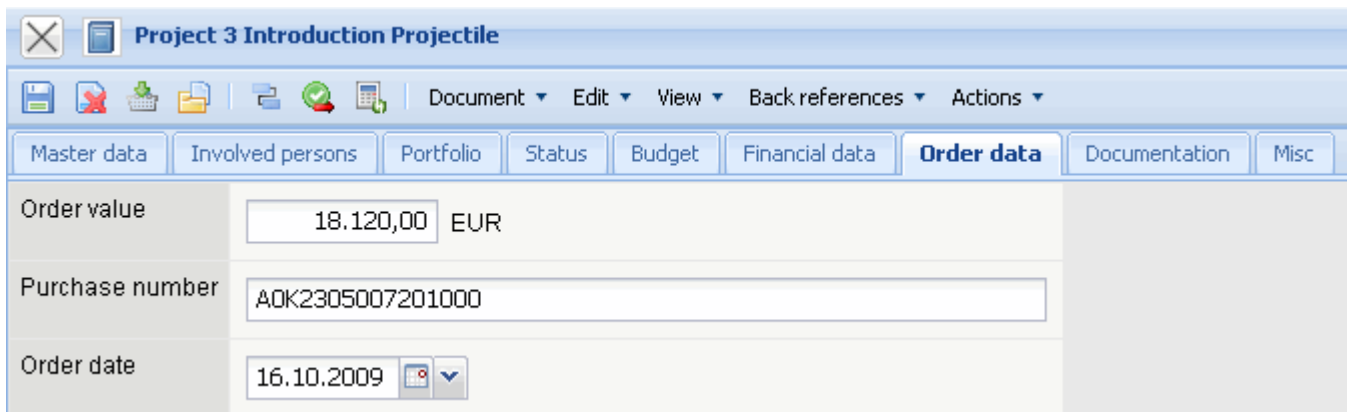 Project 3 Introduction Projectile
Document Edit View Back references Actions
Master data Involved persons Portfolio Status Budget Financial data Order data Documentation Misc
Order value 18.120,00 EUR
Purchase number A0K2305007201000
Order date 16.10.2009